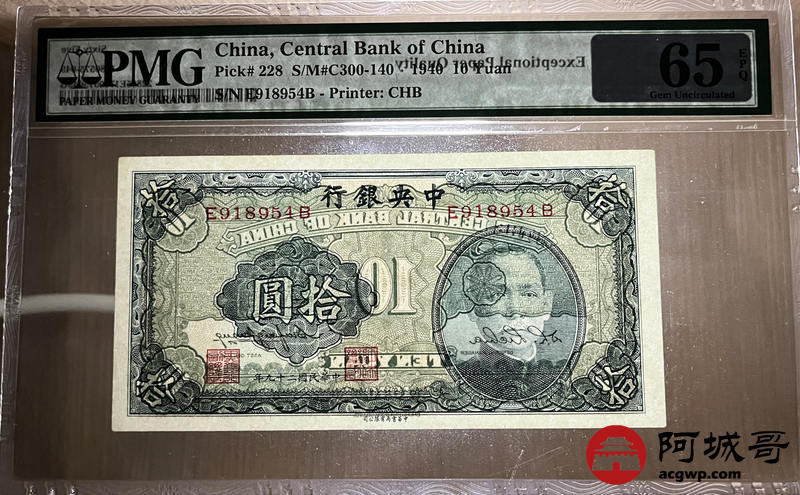 PMG
PAPER MONEY GUARANTY
China, Central Bank of China
Pick# 228 S/M#C300-140 - 1940 10 Yuan
S/N E918954B - Printer: CHB
Exceptional Paper Quality
65 EPQ
Gem Uncirculated
行銀央中
E918954B E918954B
CENTRAL BANK OF CHINA
拾
拾
圓拾
10
拾
拾
TEN YUAN
年九十二國民華中
阿城哥
acgwp.com